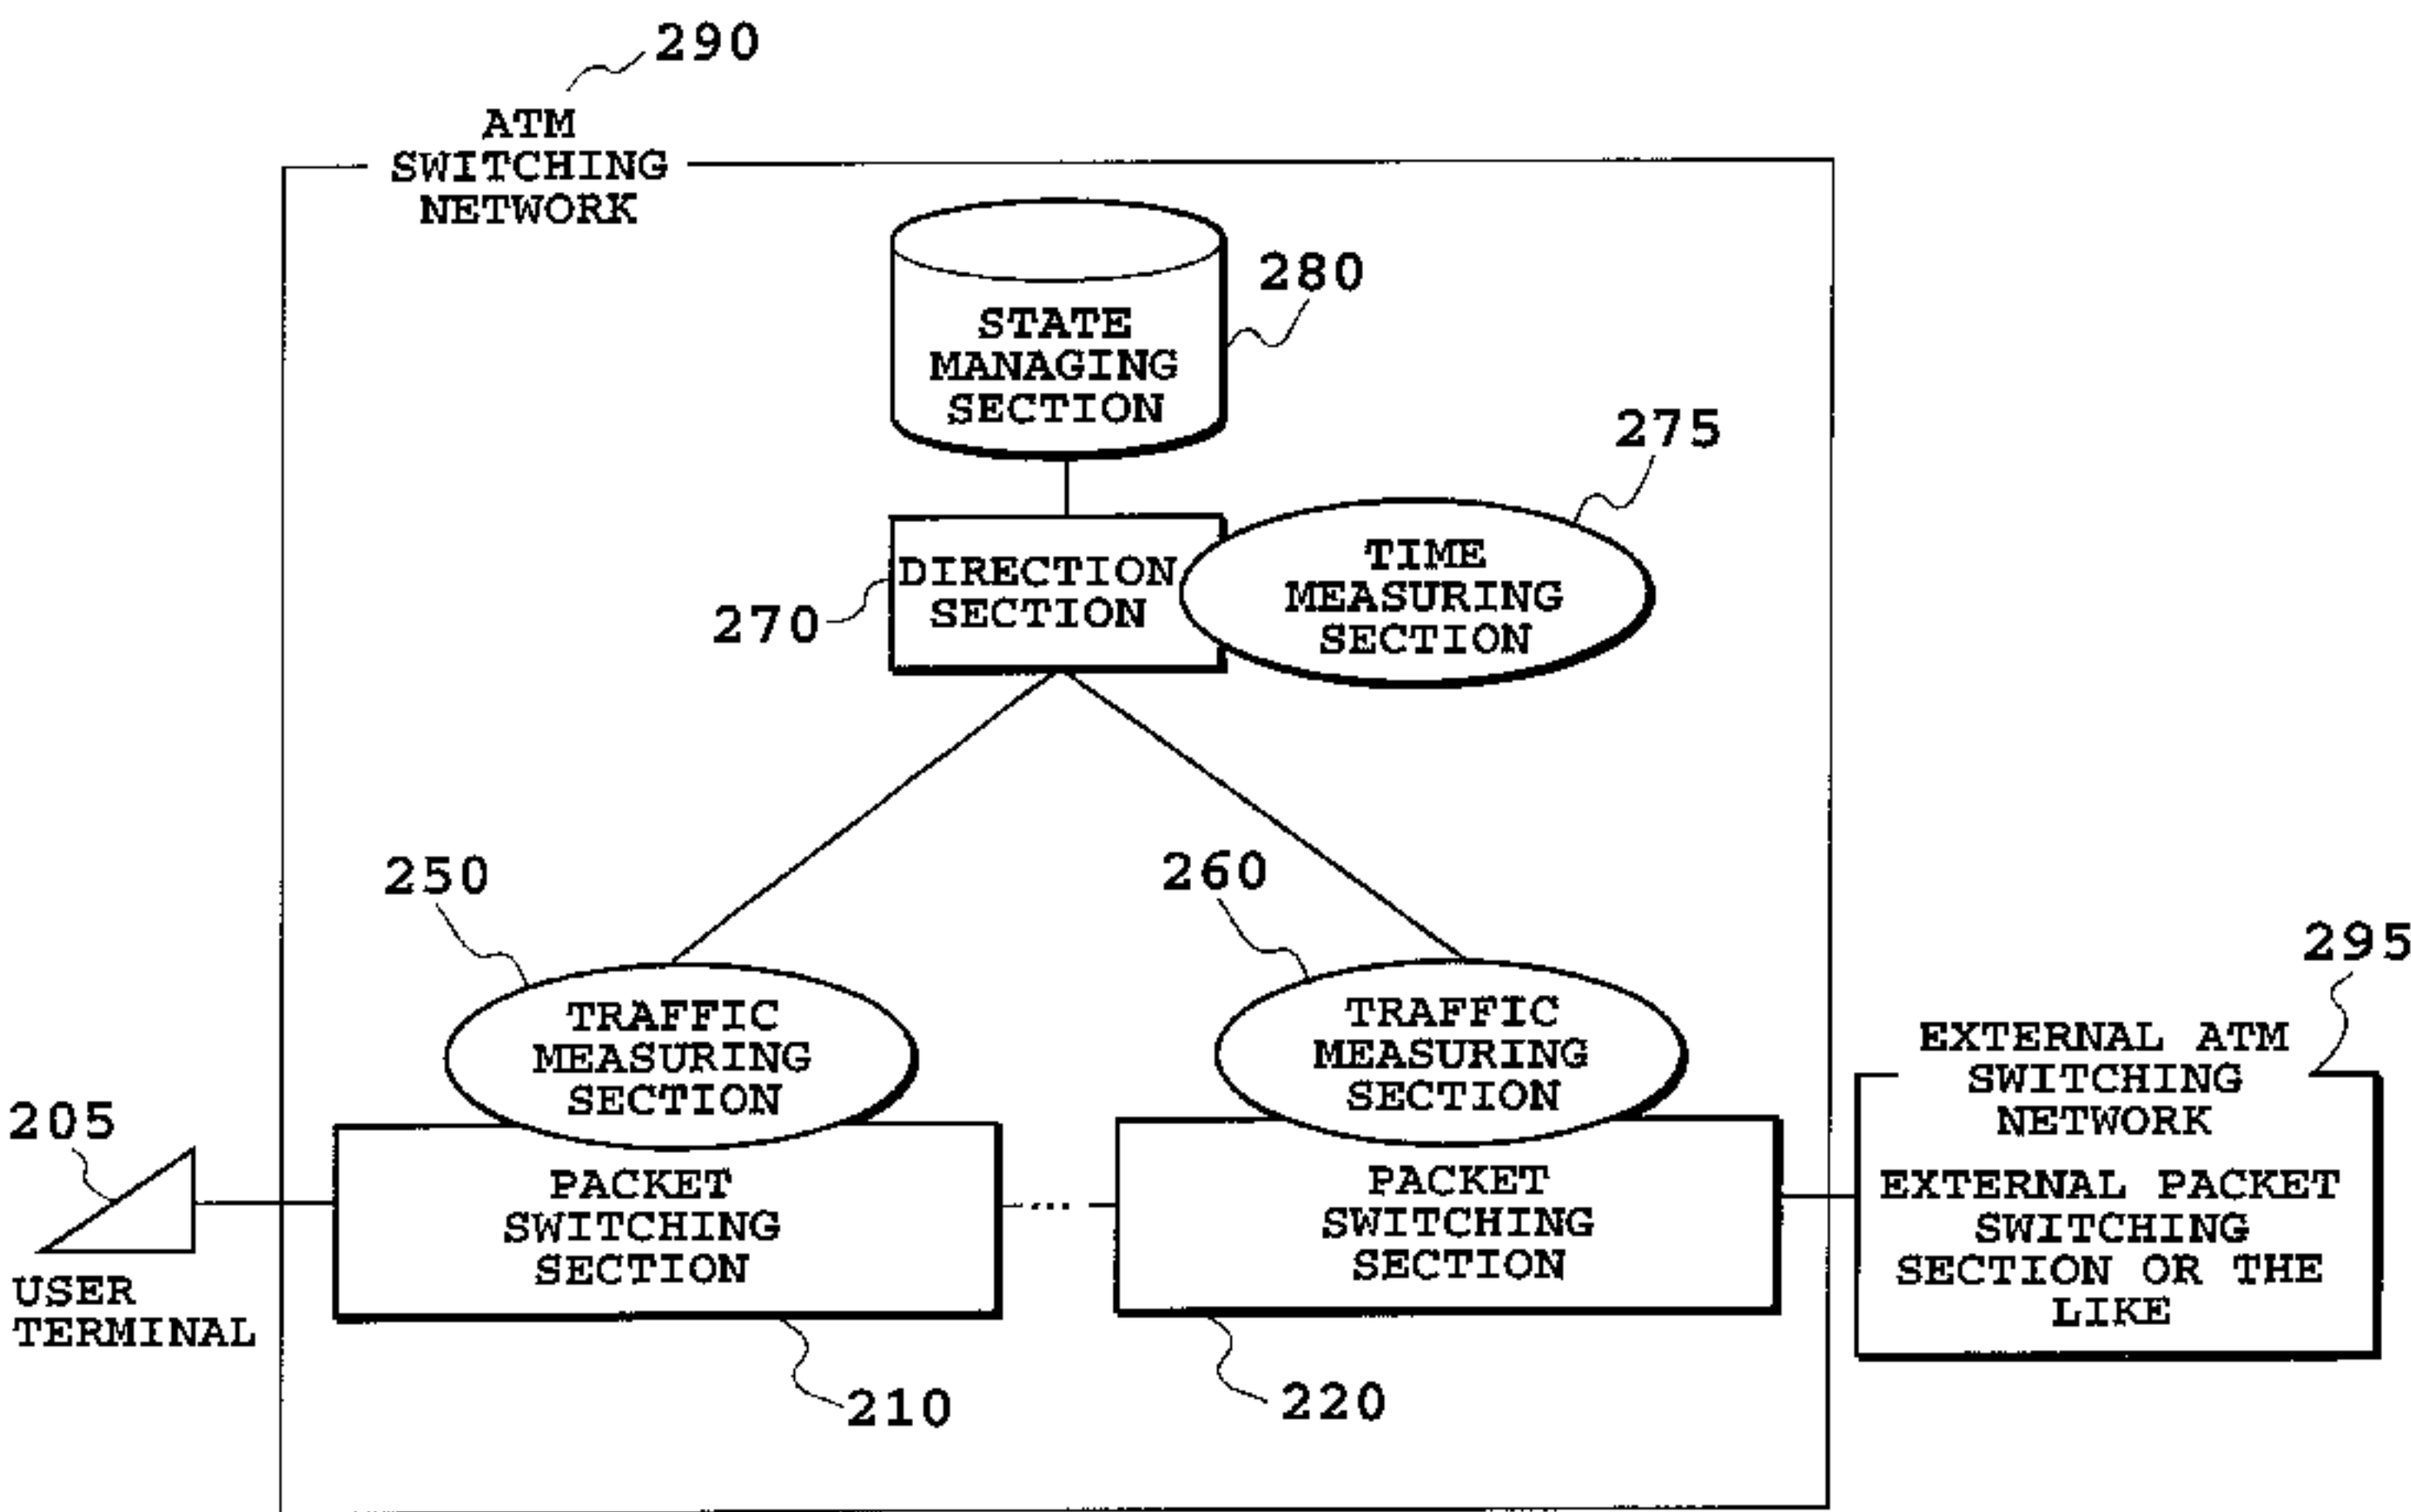 290
ATM
SWITCHING
NETWORK
280
STATE
MANAGING
SECTION
275
DIRECTION
SECTION
270
TIME
MEASURING
SECTION
250
260
295
TRAFFIC
MEASURING
SECTION
TRAFFIC
MEASURING
SECTION
EXTERNAL ATM
SWITCHING
NETWORK
205
USER
TERMINAL
PACKET
SWITCHING
SECTION
...
PACKET
SWITCHING
SECTION
EXTERNAL PACKET
SWITCHING
SECTION OR THE
LIKE
210
220